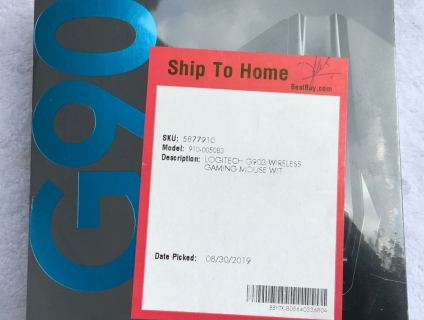 G90
Ship To Home
BestBuy.com
SKU: 5877910
Model: 910-005083
Description: LOGITECH G903 WIRELESS
GAMING MOUSE WIT
Date Picked: 08/30/2019